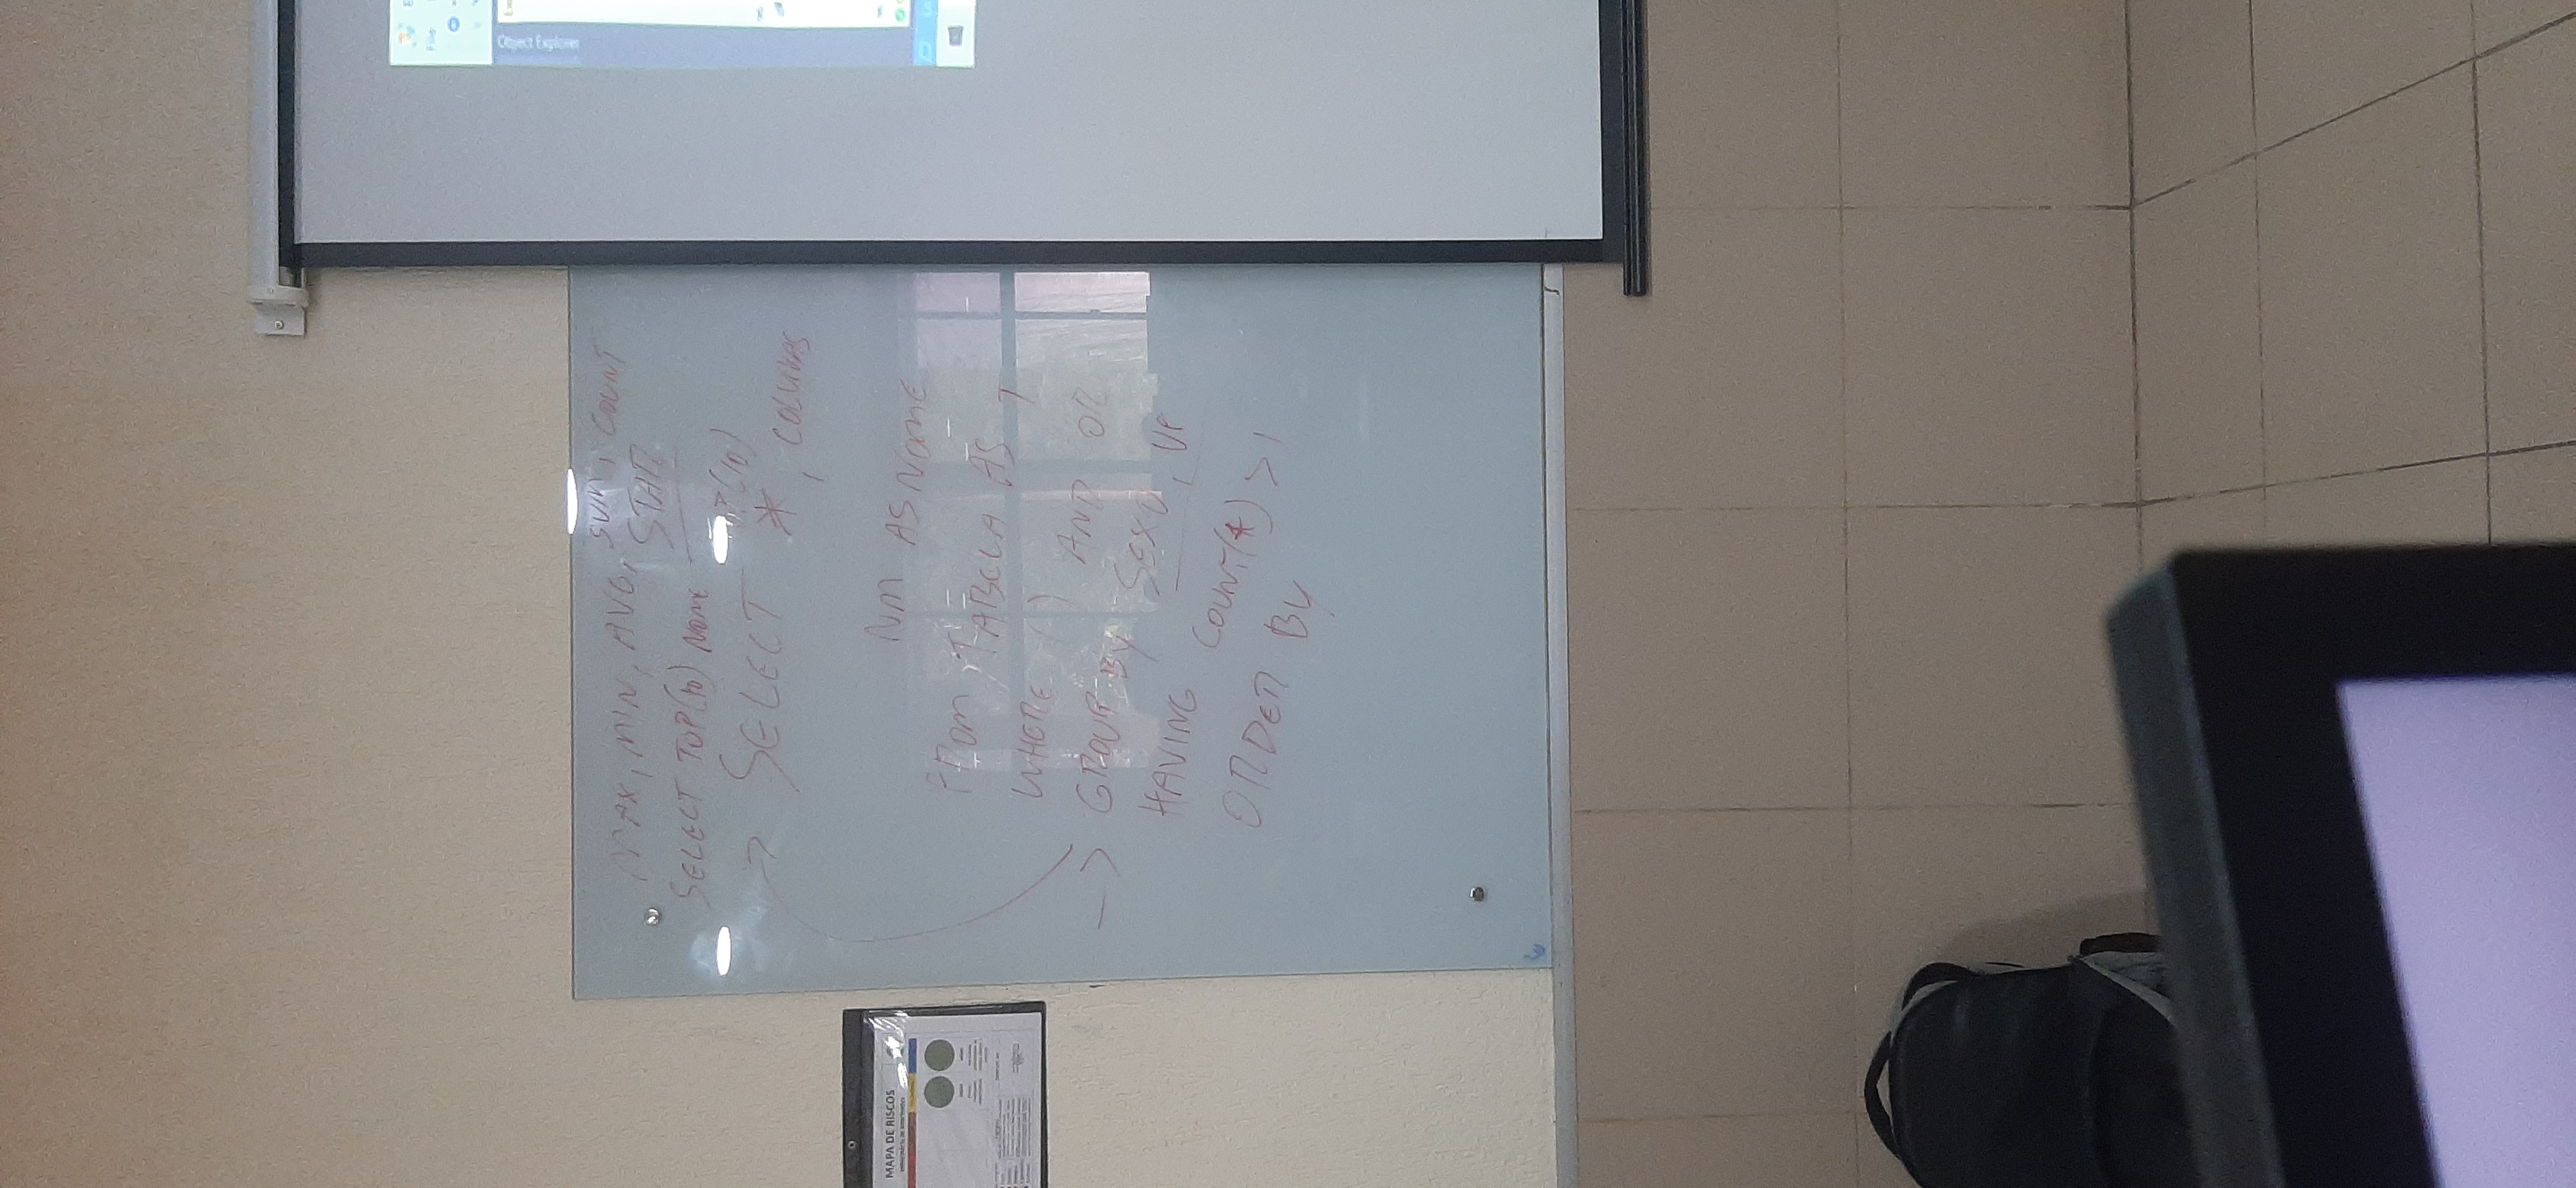 MAX, MIN, AVG, SUM, COUNT
SELECT TOP(10) NOME
SELECT TOP(10)
*, COLUNAS
NM AS NOME
FROM TABELA AS T
WHERE ( ) AND OR
GROUP BY SEXO, UF
HAVING COUNT(*) > 1
ORDER BY
MAPA DE RISCOS
File
Object Explorer